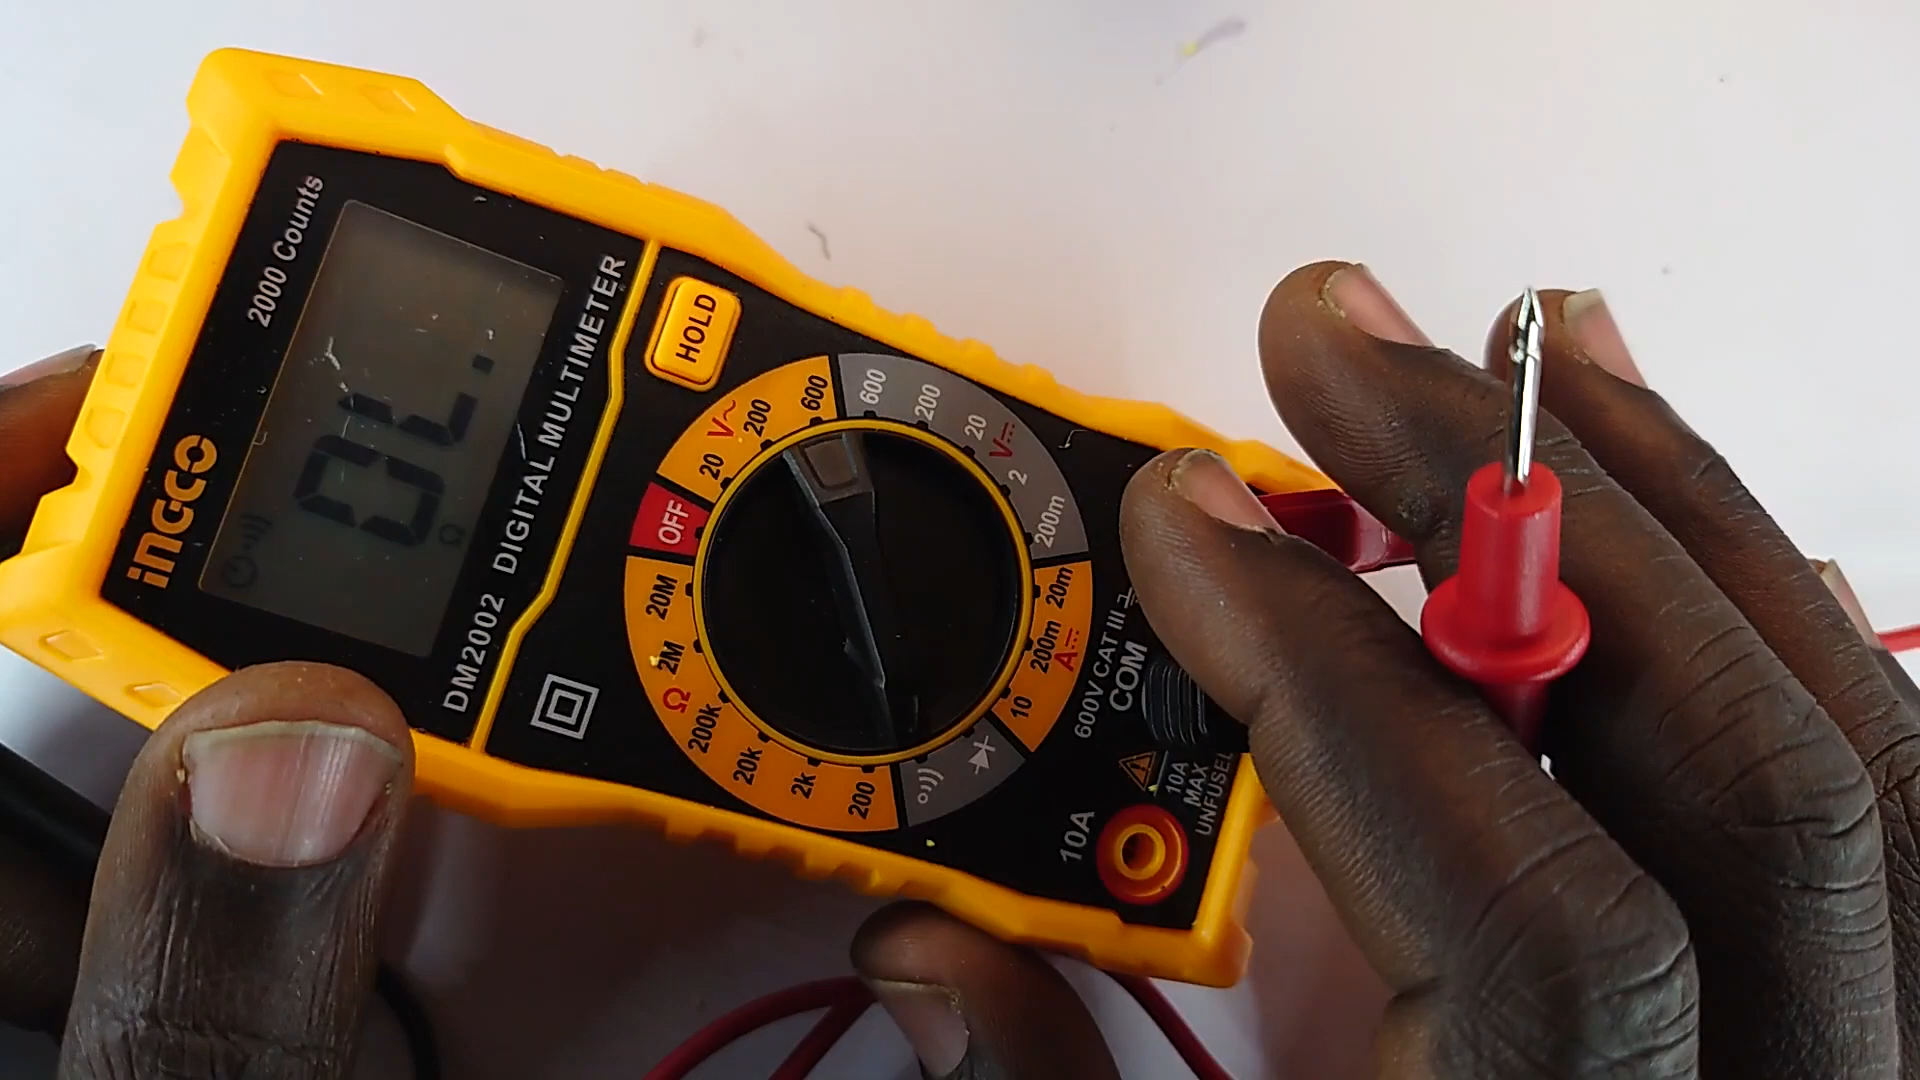 2000 Counts
OL.
Ω
INGCO
DM2002 DIGITAL MULTIMETER
HOLD
OFF
V~
20
200
600
600
200
20
V⎓
2
200m
20m
200m
A⎓
10
200
2k
20k
200k
Ω
2M
20M
600V CAT III
COM
10A
MAX
UNFUSED
10A